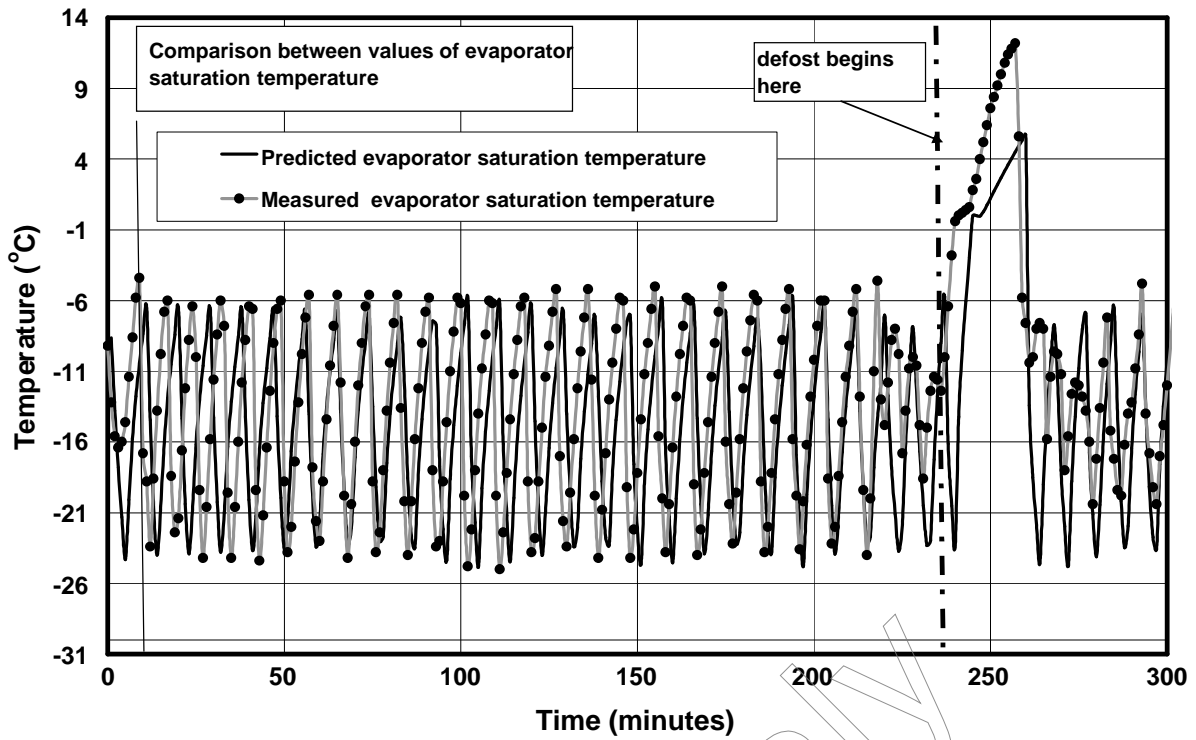 Comparison between values of evaporator
saturation temperature
defost begins
here
Predicted evaporator saturation temperature
Measured evaporator saturation temperature
Temperature (°C)
14
9
4
-1
-6
-11
-16
-21
-26
-31
0
50
100
150
200
250
300
Time (minutes)